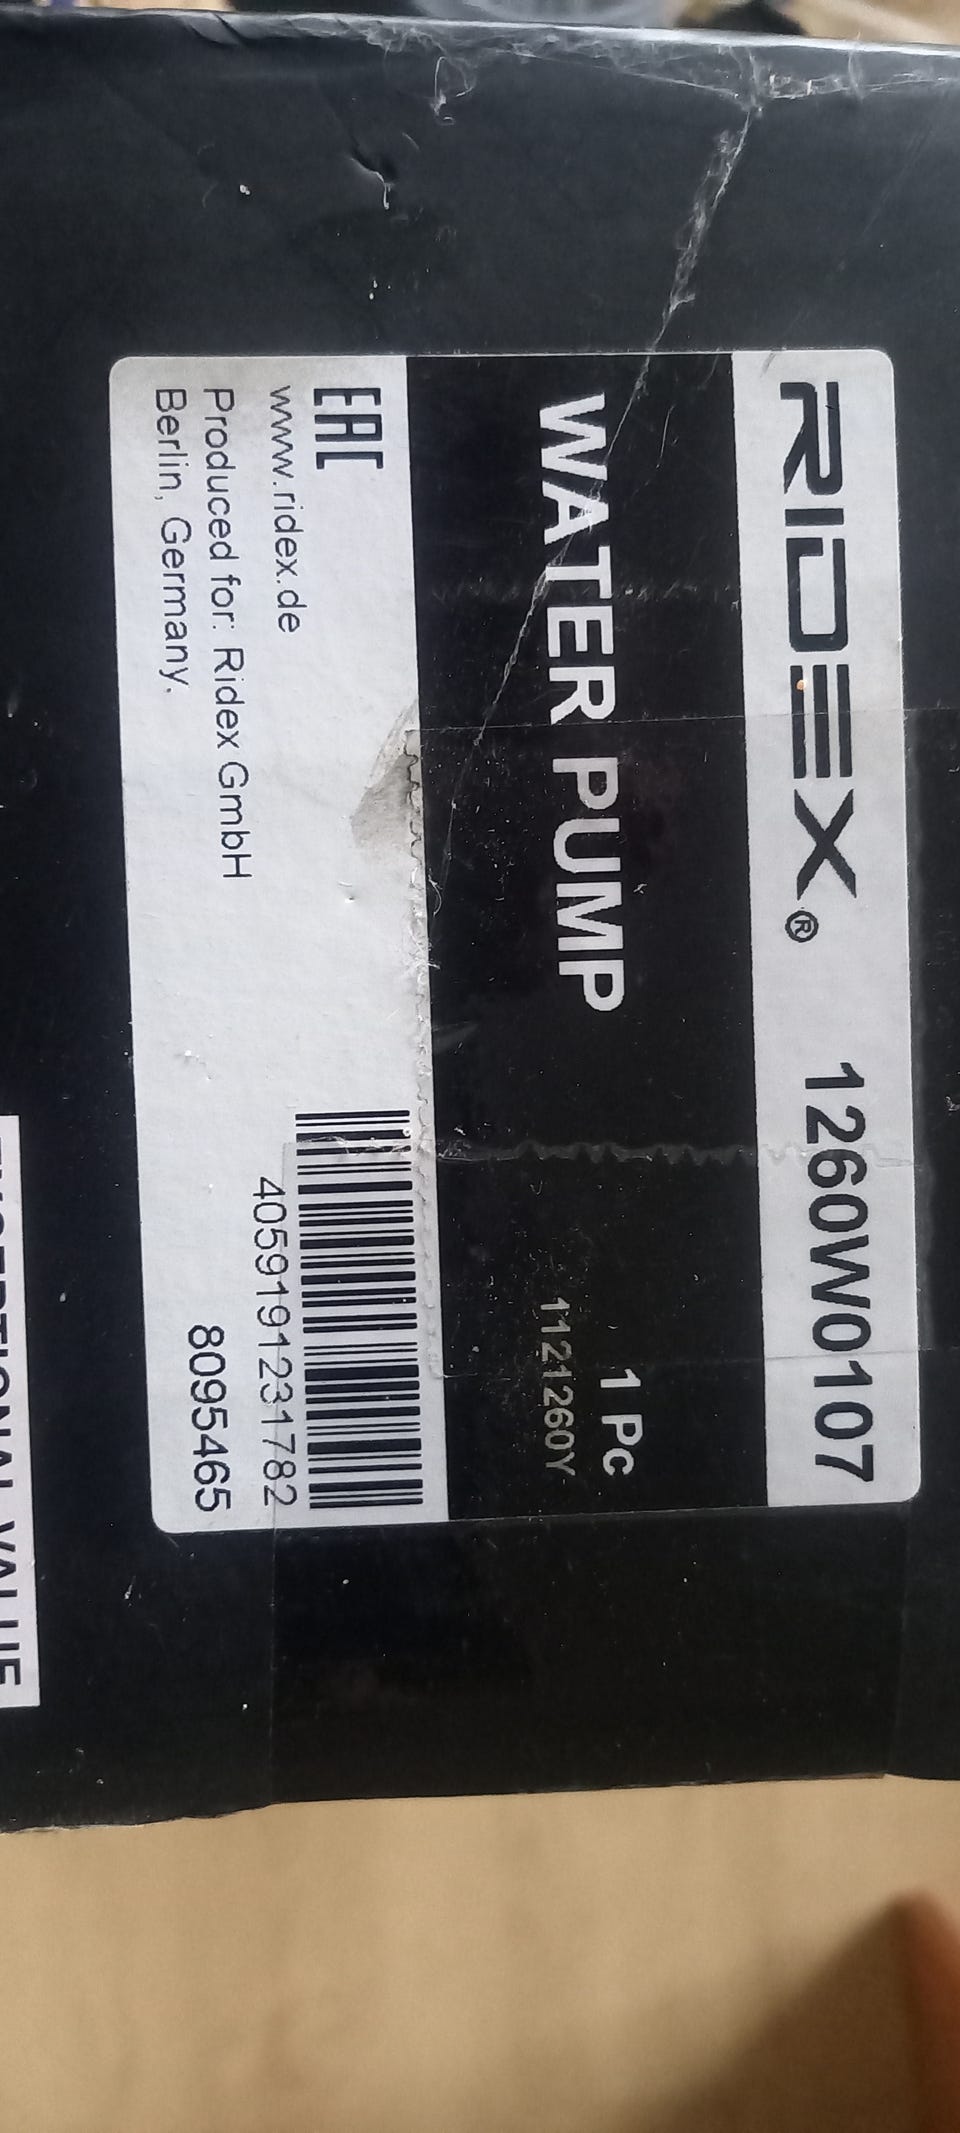 RIDEX® 1260W0107
WATER PUMP
1 Pc
1121260Y
EAC
www.ridex.de
Produced for: Ridex GmbH
Berlin, Germany.
4059191231782
8095465
VALUE